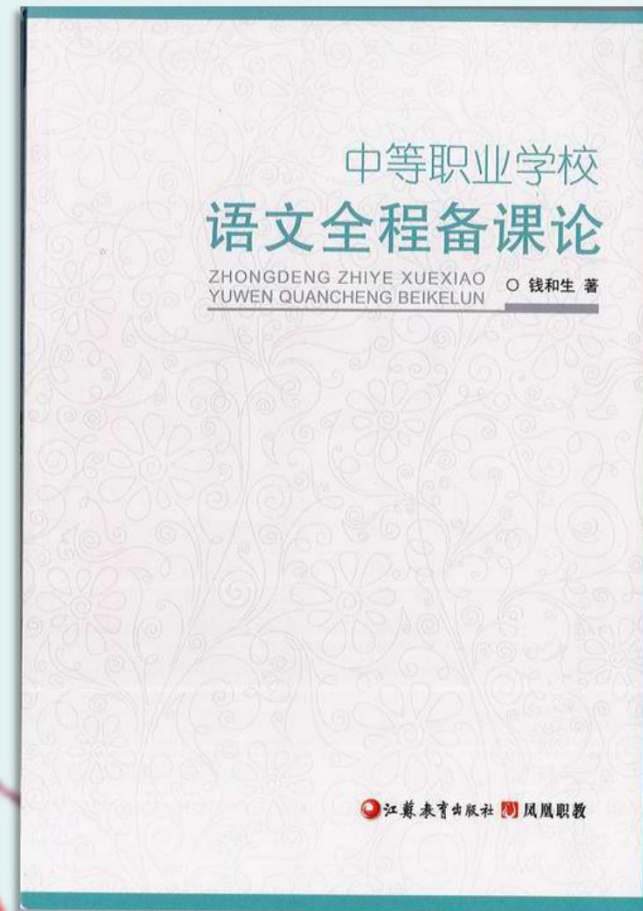 中等职业学校
语文全程备课论
ZHONGDENG ZHIYE XUEXIAO
YUWEN QUANCHENG BEIKELUN
○ 钱和生 著
江苏教育出版社 凤凰职教